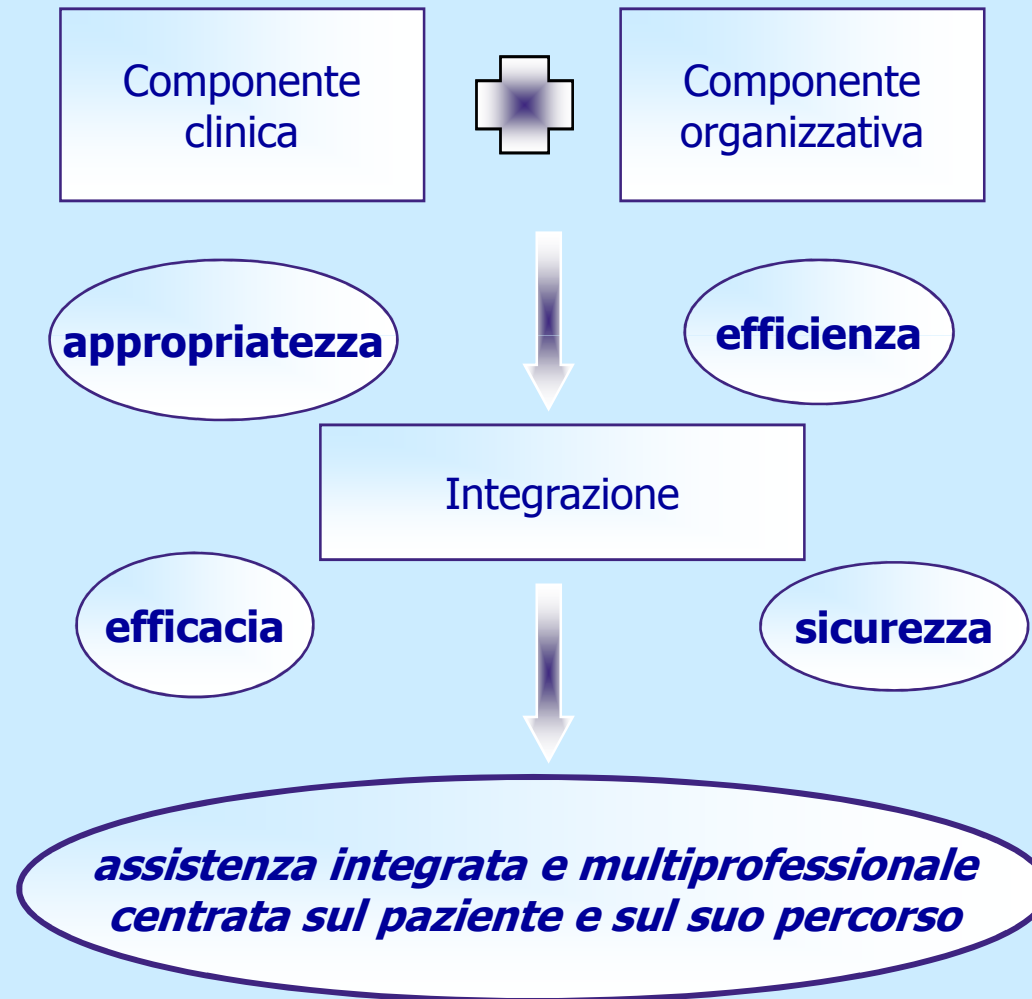 Componente
clinica
Componente
organizzativa
appropriatezza
efficienza
Integrazione
efficacia
sicurezza
assistenza integrata e multiprofessionale
centrata sul paziente e sul suo percorso